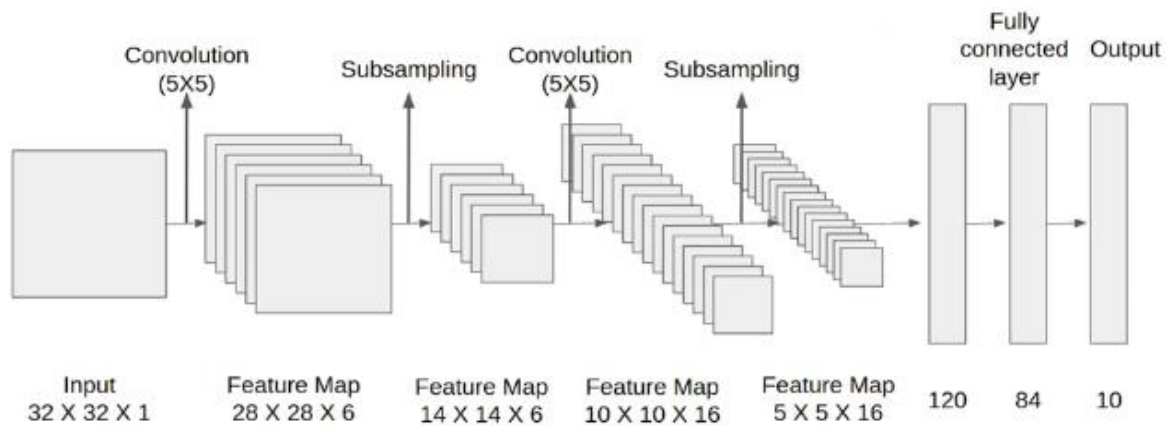 Convolution
(5X5)
Subsampling
Convolution
(5X5)
Subsampling
Fully
connected
layer
Output
Input
32 X 32 X 1
Feature Map
28 X 28 X 6
Feature Map
14 X 14 X 6
Feature Map
10 X 10 X 16
Feature Map
5 X 5 X 16
120
84
10